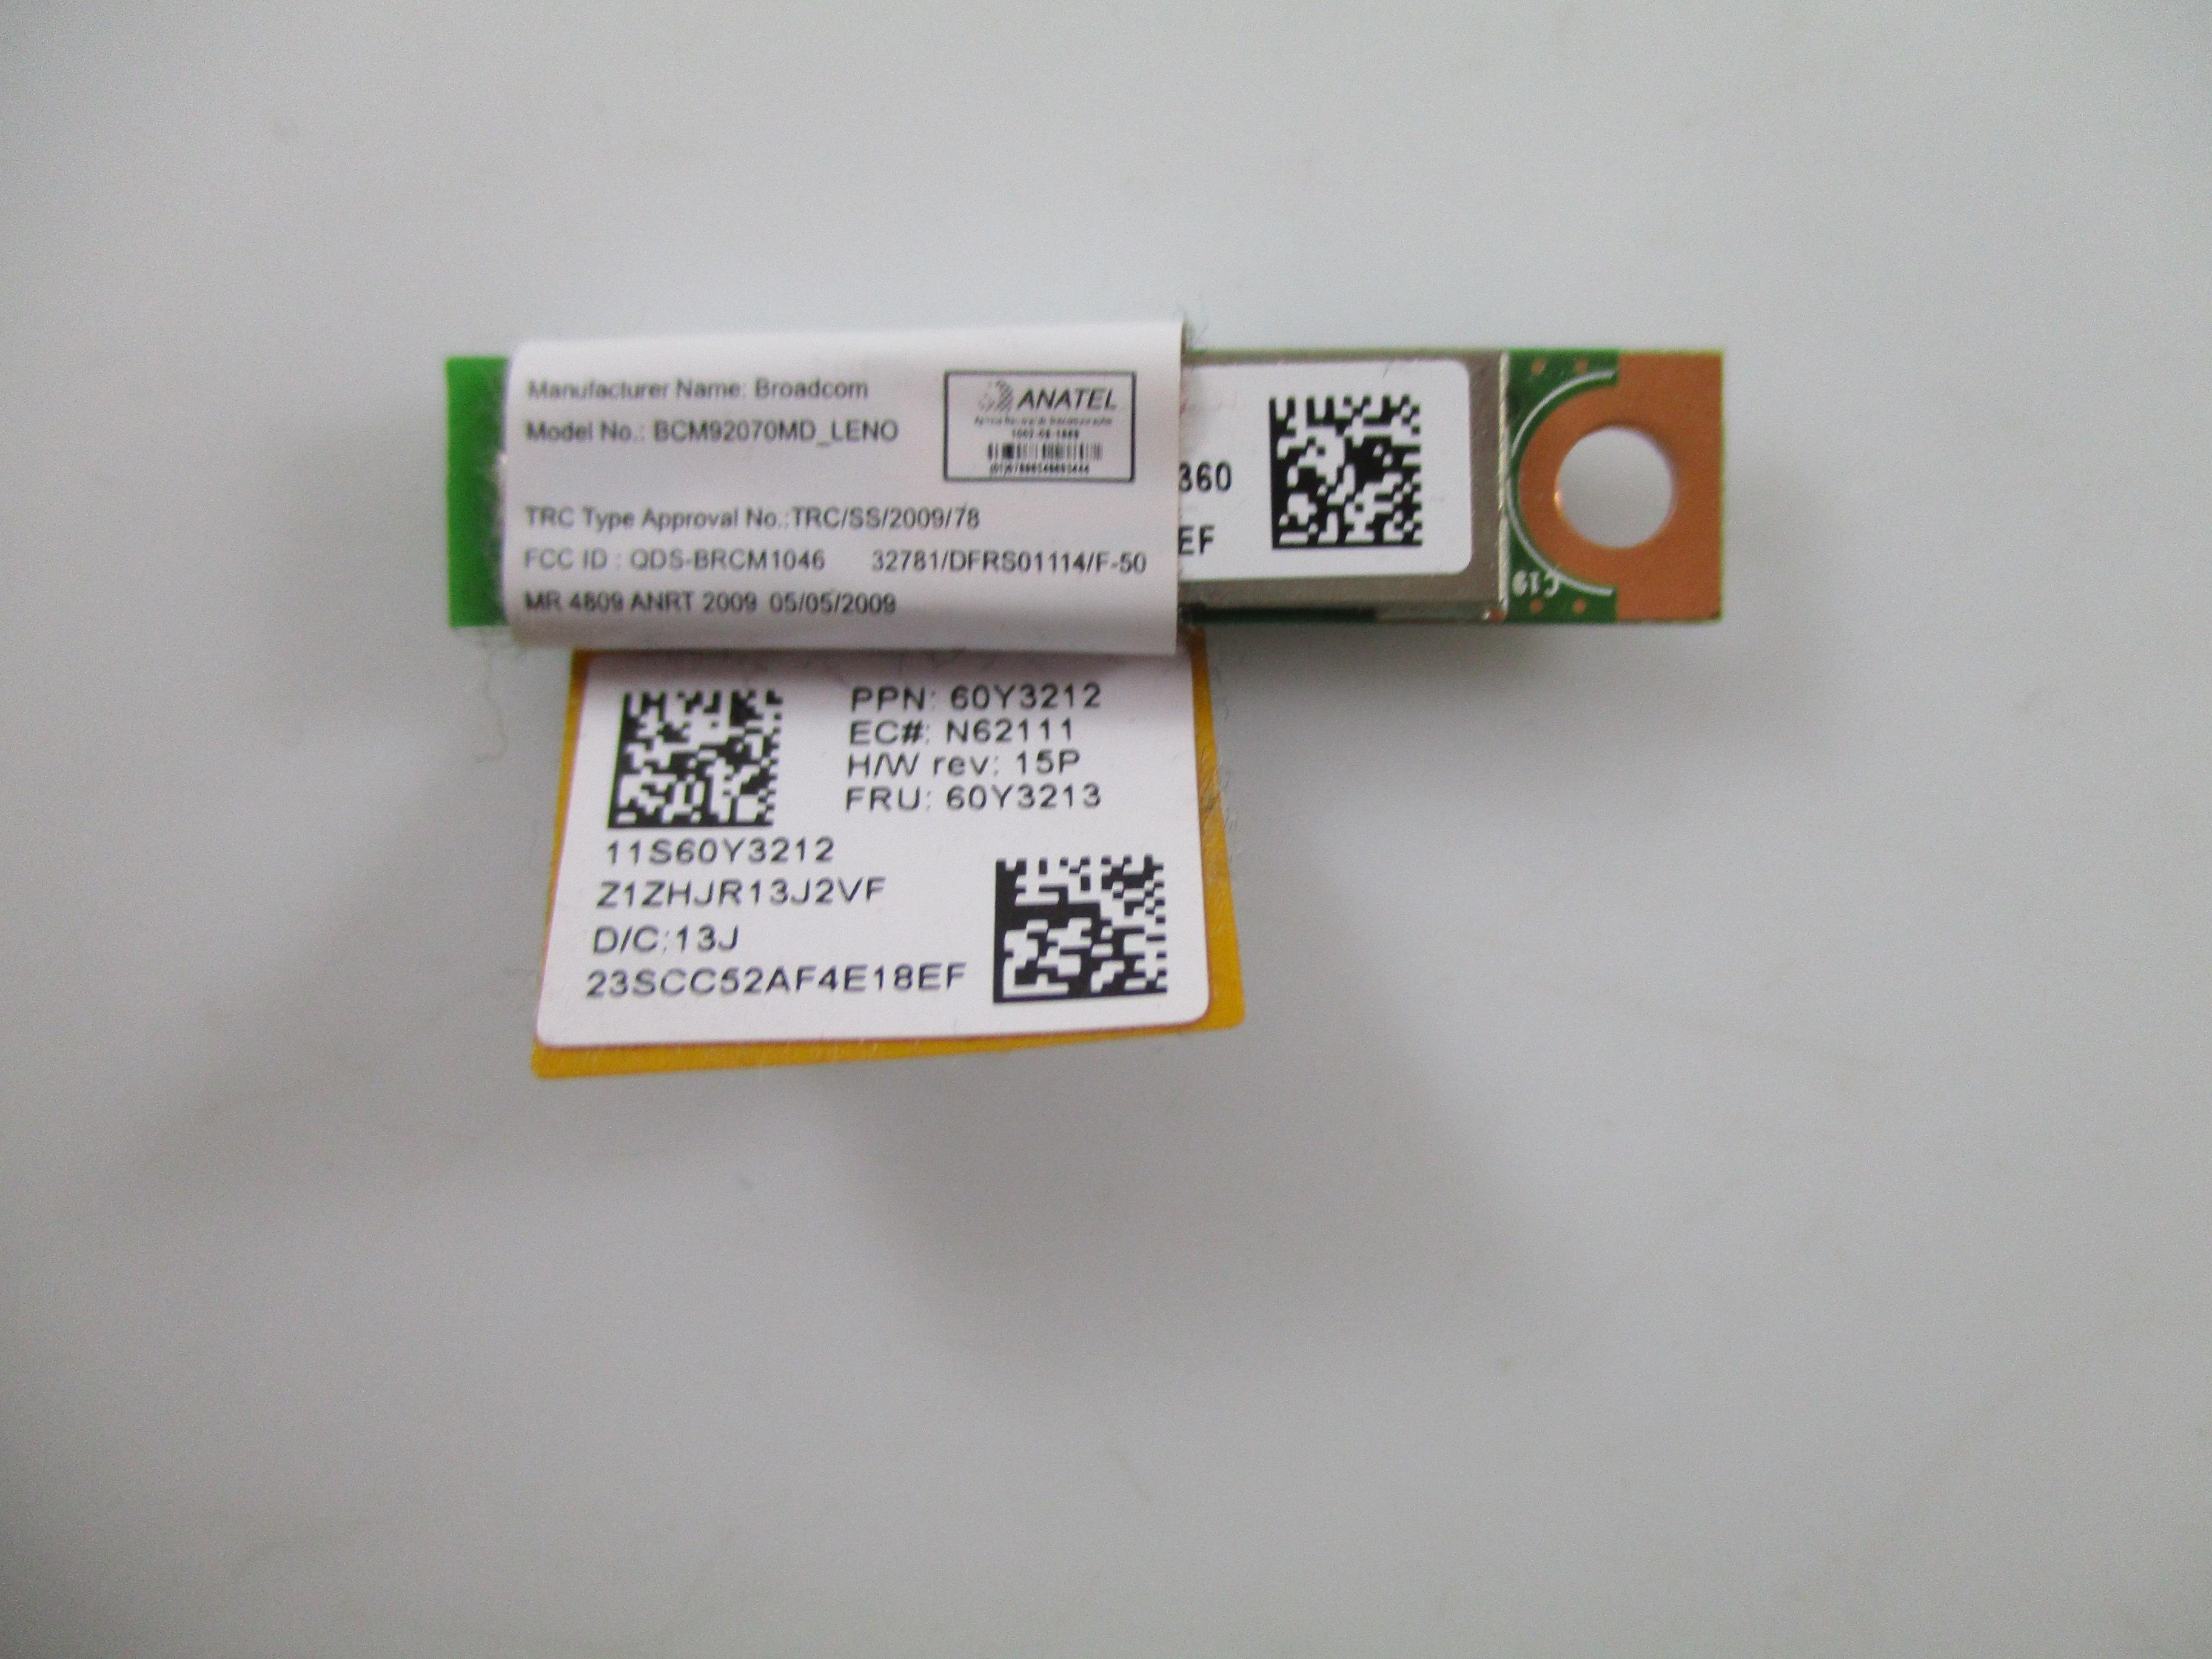 Manufacturer Name: Broadcom
Model No.: BCM92070MD_LENO
ANATEL
TRC Type Approval No.:TRC/SS/2009/78
FCC ID : QDS-BRCM1046 32781/DFRS01114/F-50
MR 4809 ANRT 2009 05/05/2009
360
EF
C19
PPN: 60Y3212
EC#: N62111
H/W rev: 15P
FRU: 60Y3213
11S60Y3212
Z1ZHJR13J2VF
D/C:13J
23SCC52AF4E18EF